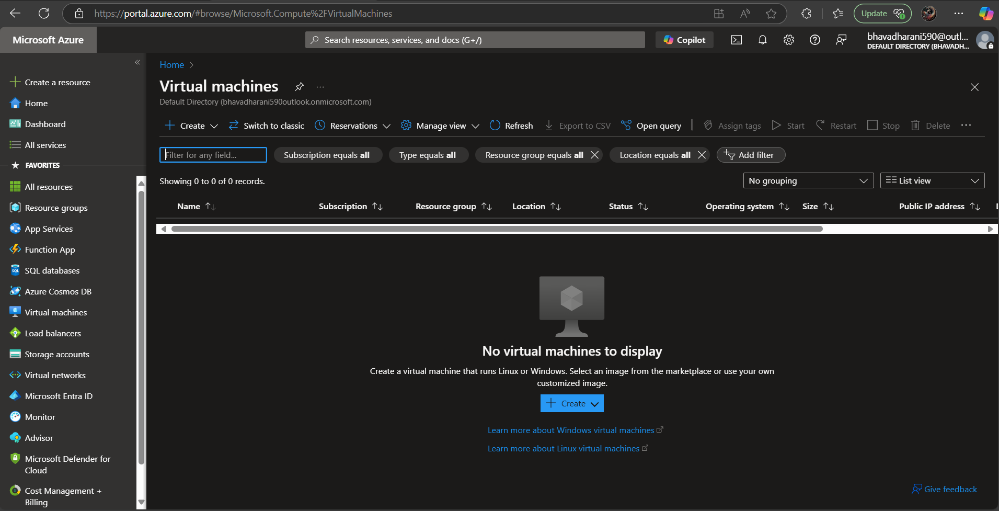 https://portal.azure.com/#browse/Microsoft.Compute%2FVirtualMachines
Update
Microsoft Azure
Search resources, services, and docs (G+/)
Copilot
bhavadharani590@outl...
DEFAULT DIRECTORY (BHAVADH...
Create a resource
Home
Dashboard
All services
FAVORITES
All resources
Resource groups
App Services
Function App
SQL databases
Azure Cosmos DB
Virtual machines
Load balancers
Storage accounts
Virtual networks
Microsoft Entra ID
Monitor
Advisor
Microsoft Defender for
Cloud
Cost Management +
Billing
Home
Virtual machines
Default Directory (bhavadharani590outlook.onmicrosoft.com)
Create Switch to classic Reservations Manage view Refresh Export to CSV Open query Assign tags Start Restart Stop Delete
Filter for any field... Subscription equals all Type equals all Resource group equals all Location equals all Add filter
Showing 0 to 0 of 0 records.
No grouping List view
Name Subscription Resource group Location Status Operating system Size Public IP address
No virtual machines to display
Create a virtual machine that runs Linux or Windows. Select an image from the marketplace or use your own
customized image.
Create
Learn more about Windows virtual machines
Learn more about Linux virtual machines
Give feedback